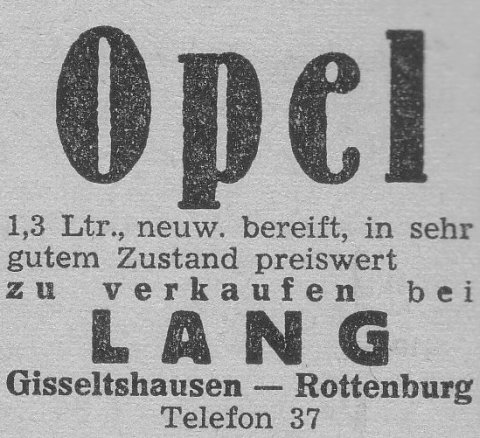 Opel
1,3 Ltr., neuw. bereift, in sehr
gutem Zustand preiswert
zu verkaufen bei
LANG
Gisseltshausen — Rottenburg
Telefon 37